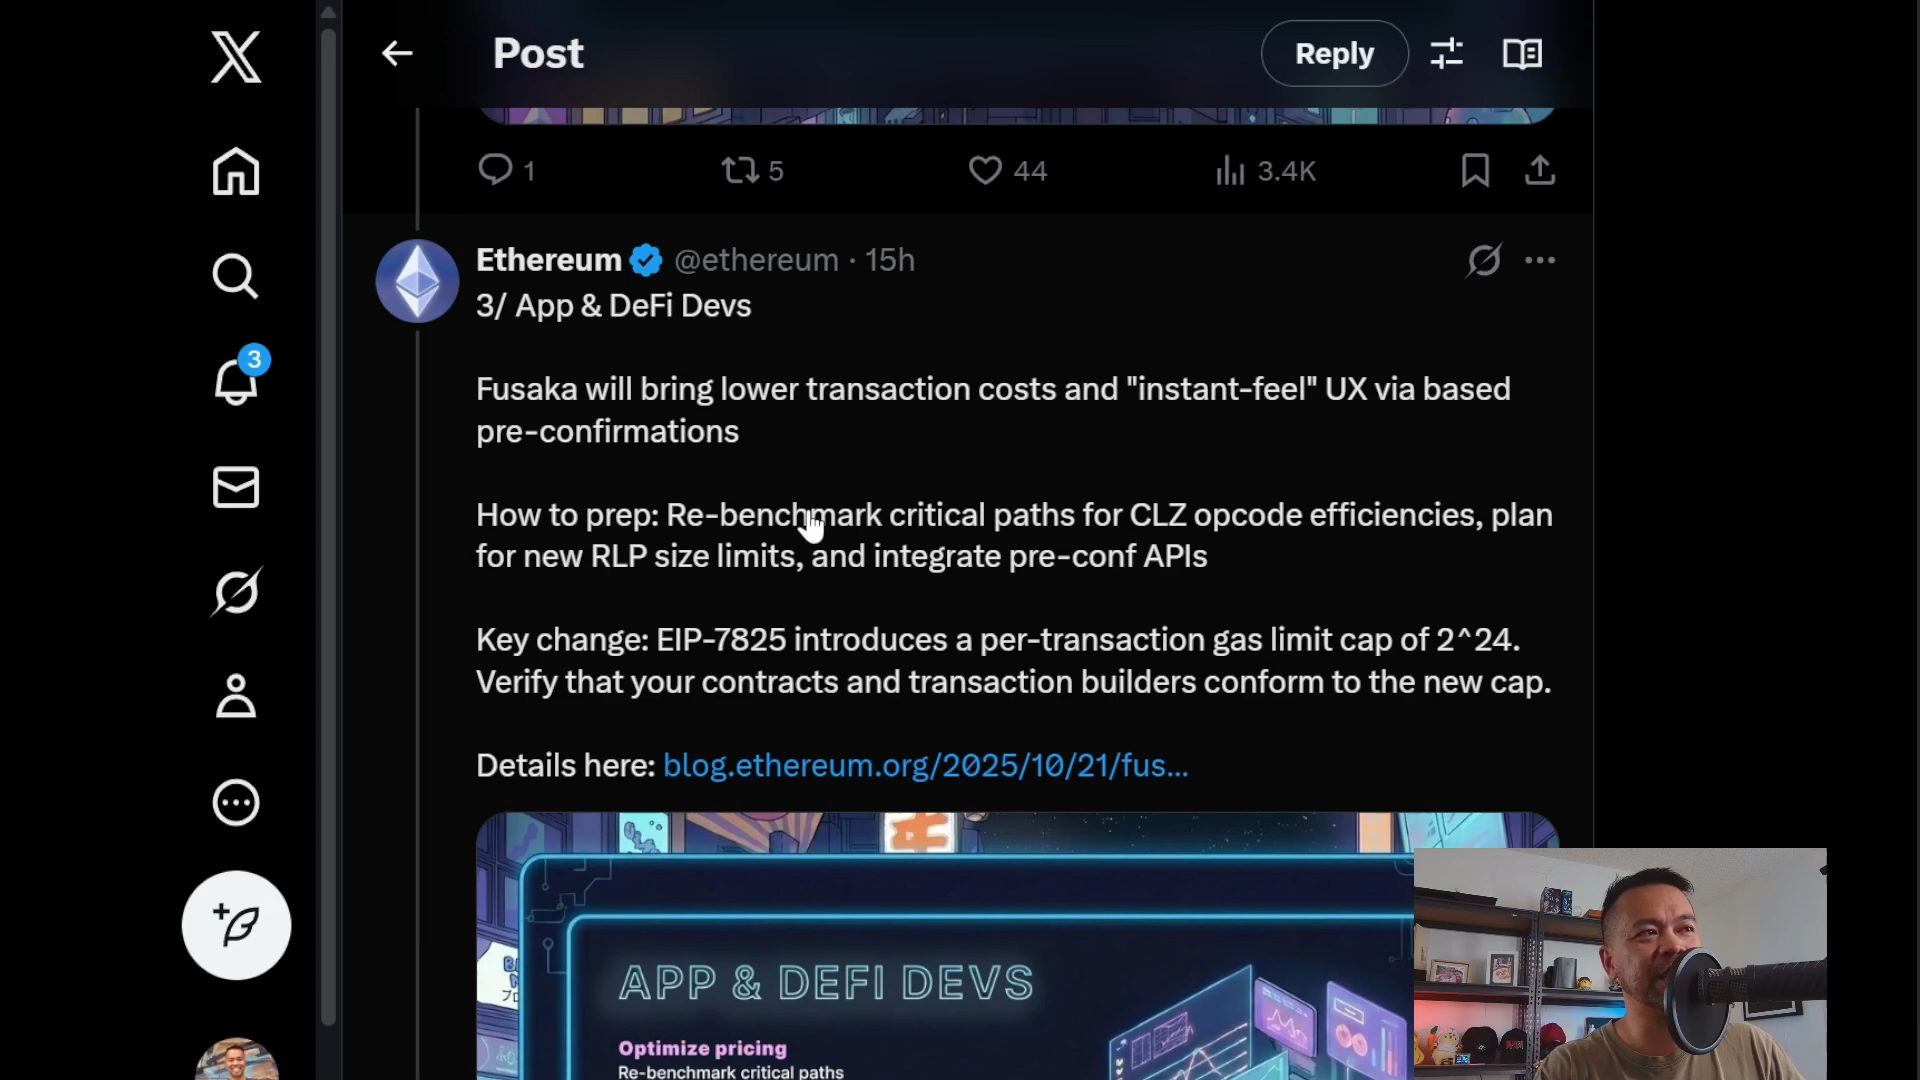 Post
Reply
1
5
44
3.4K
Ethereum @ethereum · 15h
3/ App & DeFi Devs
Fusaka will bring lower transaction costs and "instant-feel" UX via based
pre-confirmations
How to prep: Re-benchmark critical paths for CLZ opcode efficiencies, plan
for new RLP size limits, and integrate pre-conf APIs
Key change: EIP-7825 introduces a per-transaction gas limit cap of 2^24.
Verify that your contracts and transaction builders conform to the new cap.
Details here: blog.ethereum.org/2025/10/21/fus...
3
APP & DEFI DEVS
Optimize pricing
Re-benchmark critical paths